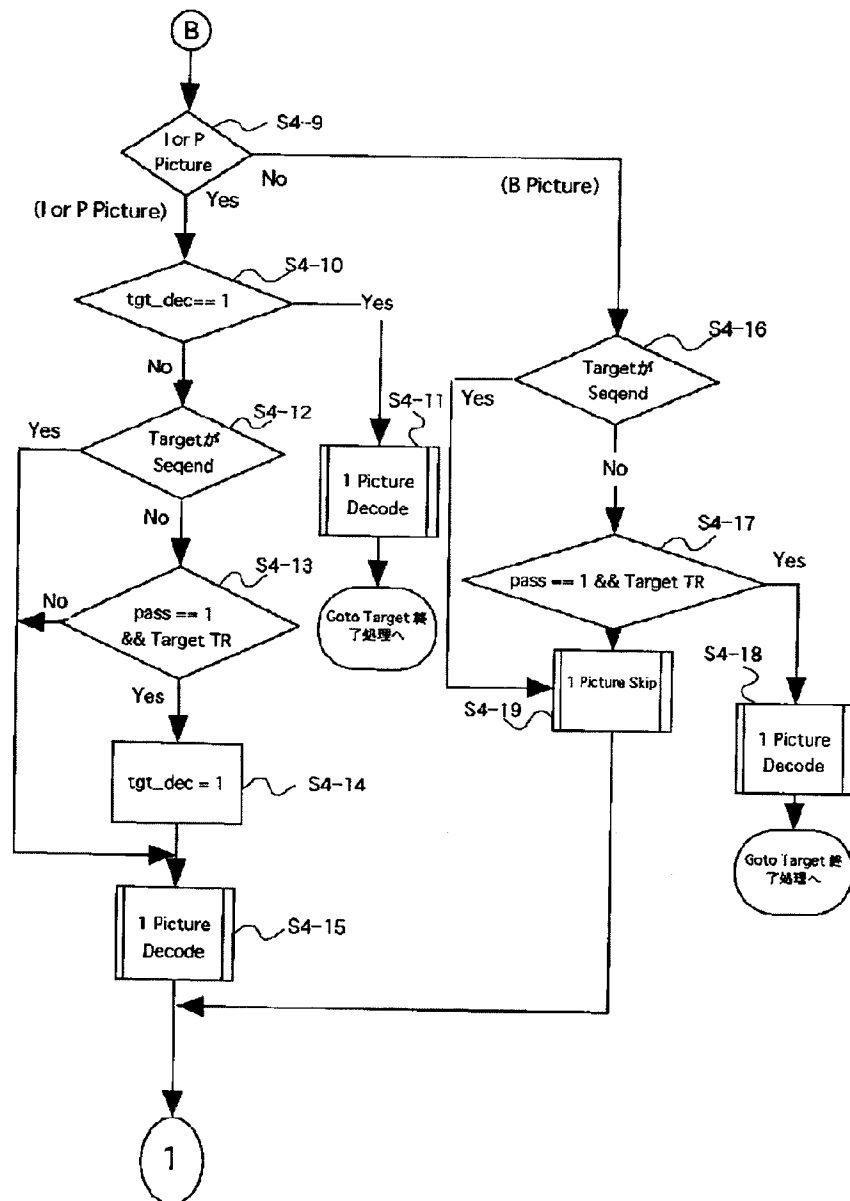 B
S4-9
I or P
Picture
No
(B Picture)
(I or P Picture)
Yes
S4-10
tgt_dec== 1
Yes
S4-16
No
Targetが
Seqend
Yes
S4-12
S4-11
Yes
Targetが
Seqend
No
1 Picture
Decode
No
S4-17
S4-13
Yes
pass == 1 && Target TR
No
pass == 1
&& Target TR
Goto Target 終
了処理へ
S4-18
Yes
1 Picture Skip
S4-19
1 Picture
Decode
tgt_dec = 1
S4-14
Goto Target 終
了処理へ
1 Picture
Decode
S4-15
1